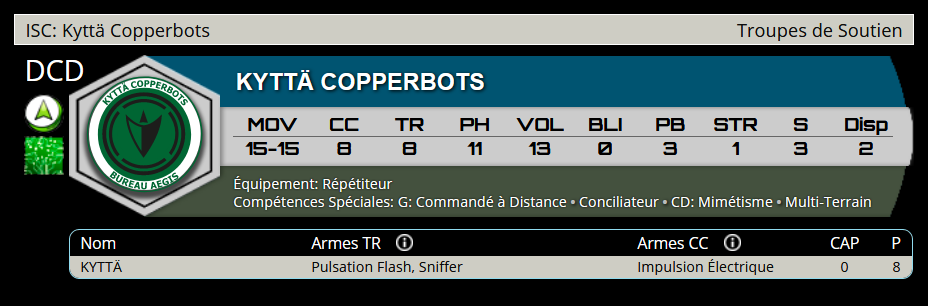 ISC: Kyttä Copperbots Troupes de Soutien
DCD
KYTTÄ COPPERBOTS
BUREAU AEGIS
KYTTÄ COPPERBOTS
MOV CC TR PH VOL BLI PB STR S Disp
15-15 8 8 11 13 0 3 1 3 2
Équipement: Répétiteur
Compétences Spéciales: G: Commandé à Distance • Conciliateur • CD: Mimétisme • Multi-Terrain
Nom Armes TR i Armes CC i CAP P
KYTTÄ Pulsation Flash, Sniffer Impulsion Électrique 0 8